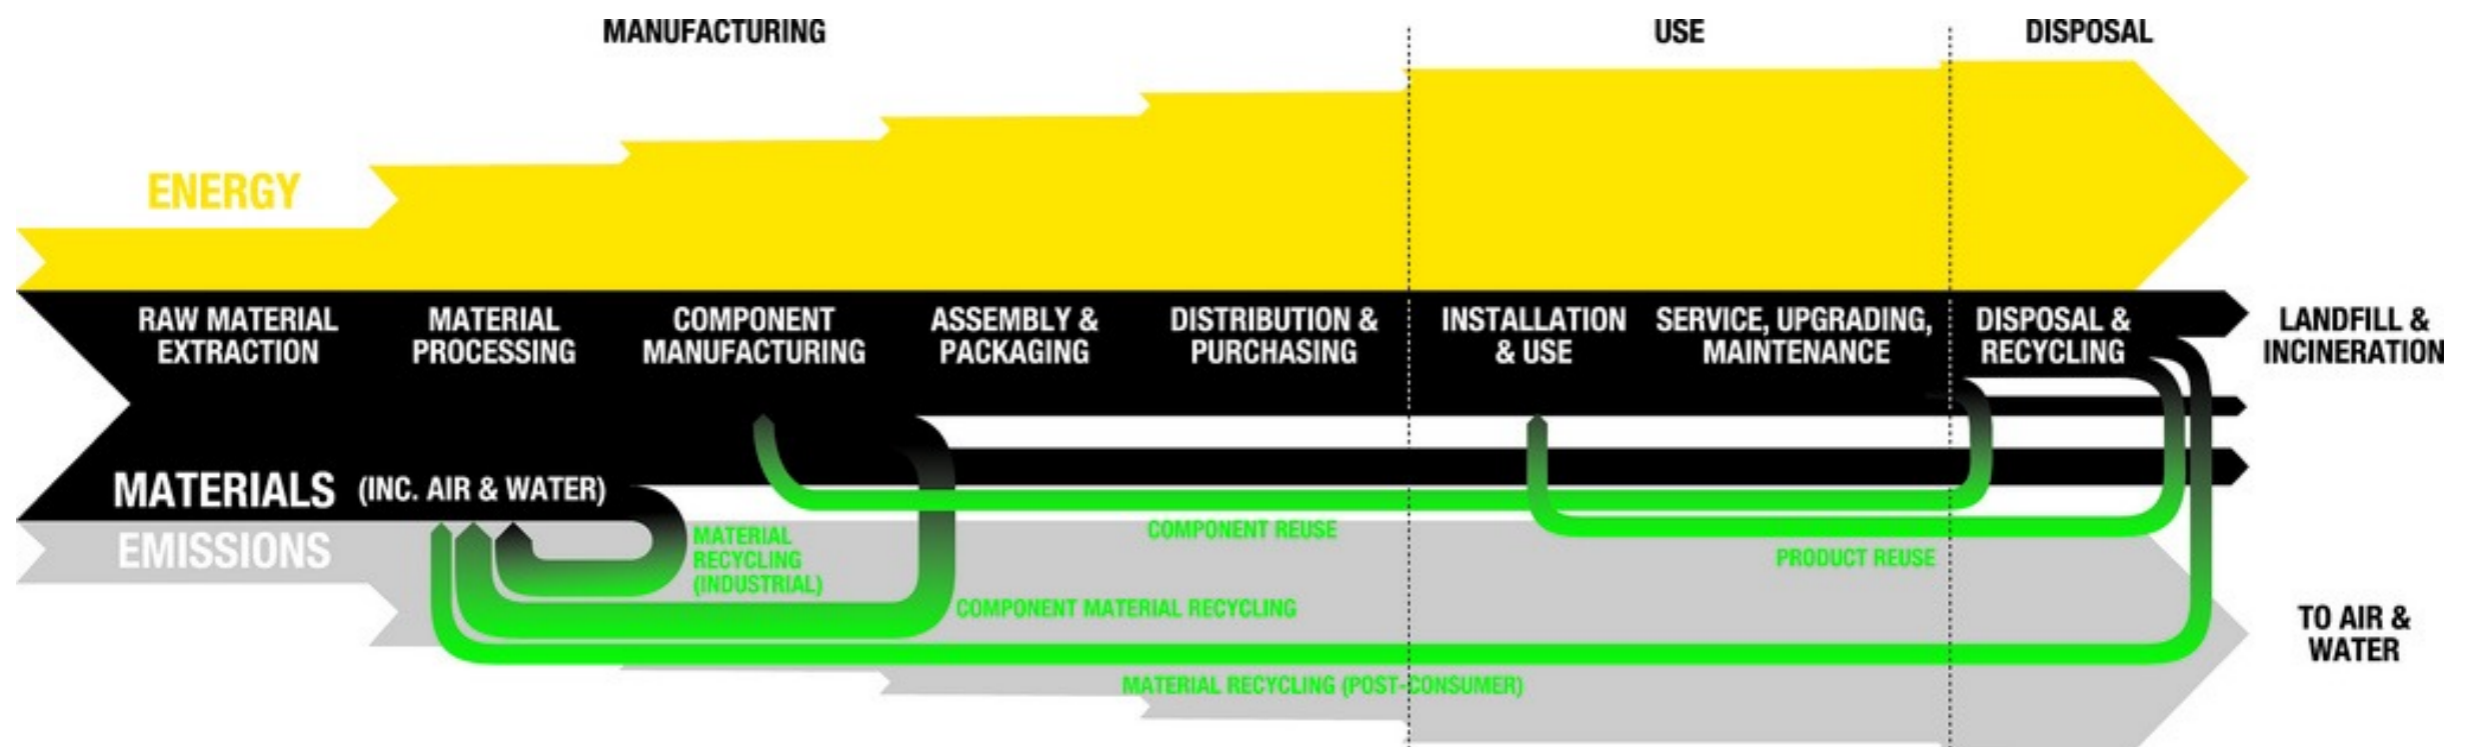 MANUFACTURING
USE
DISPOSAL
ENERGY
RAW MATERIAL
EXTRACTION
MATERIAL
PROCESSING
COMPONENT
MANUFACTURING
ASSEMBLY &
PACKAGING
DISTRIBUTION &
PURCHASING
INSTALLATION
& USE
SERVICE, UPGRADING,
MAINTENANCE
DISPOSAL &
RECYCLING
LANDFILL &
INCINERATION
MATERIALS (INC. AIR & WATER)
EMISSIONS
MATERIAL
RECYCLING
(INDUSTRIAL)
COMPONENT REUSE
PRODUCT REUSE
COMPONENT MATERIAL RECYCLING
TO AIR &
WATER
MATERIAL RECYCLING (POST-CONSUMER)